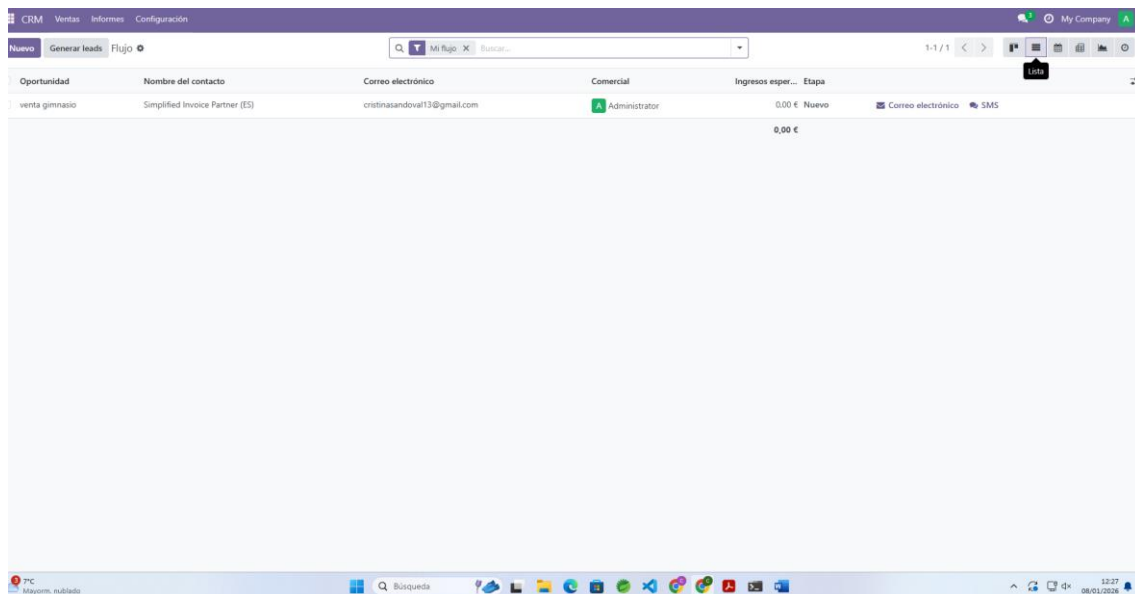 CRM Ventas Informes Configuración 3 My Company A
Nuevo Generar leads Flujo Mi flujo Buscar... 1-1 / 1
Lista
Oportunidad Nombre del contacto Correo electrónico Comercial Ingresos esper... Etapa
venta gimnasio Simplified Invoice Partner (ES) cristinasandoval13@gmail.com A Administrator 0,00 € Nuevo Correo electrónico SMS
0,00 €
3 7°C Búsqueda 12:27
Mayorm. nublado 08/01/2026